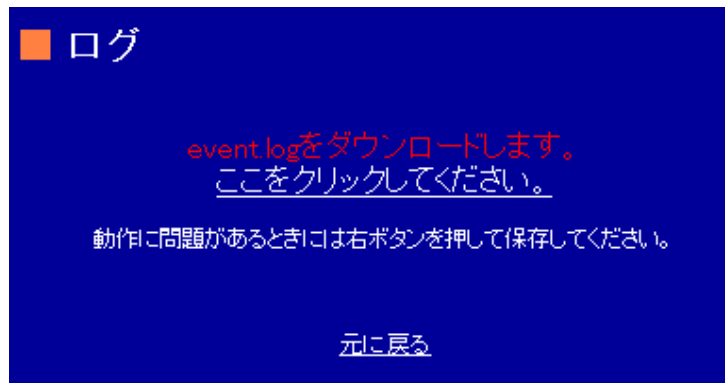 ログ
event.logをダウンロードします。
ここをクリックしてください。
動作に問題があるときには右ボタンを押して保存してください。
元に戻る